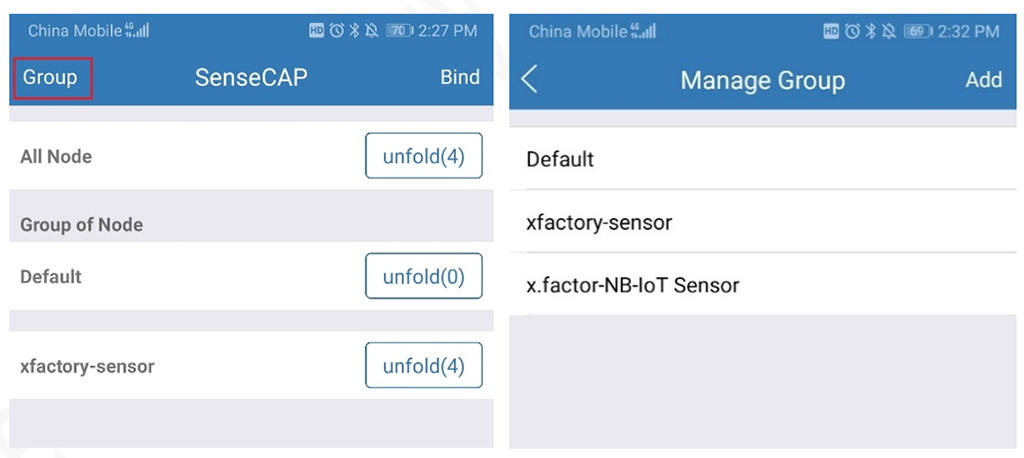 China Mobile 4G HD 70 2:27 PM
Group SenseCAP Bind
All Node unfold(4)
Group of Node
Default unfold(0)
xfactory-sensor unfold(4)
China Mobile 4G HD 69 2:32 PM
Manage Group Add
Default
xfactory-sensor
x.factor-NB-IoT Sensor